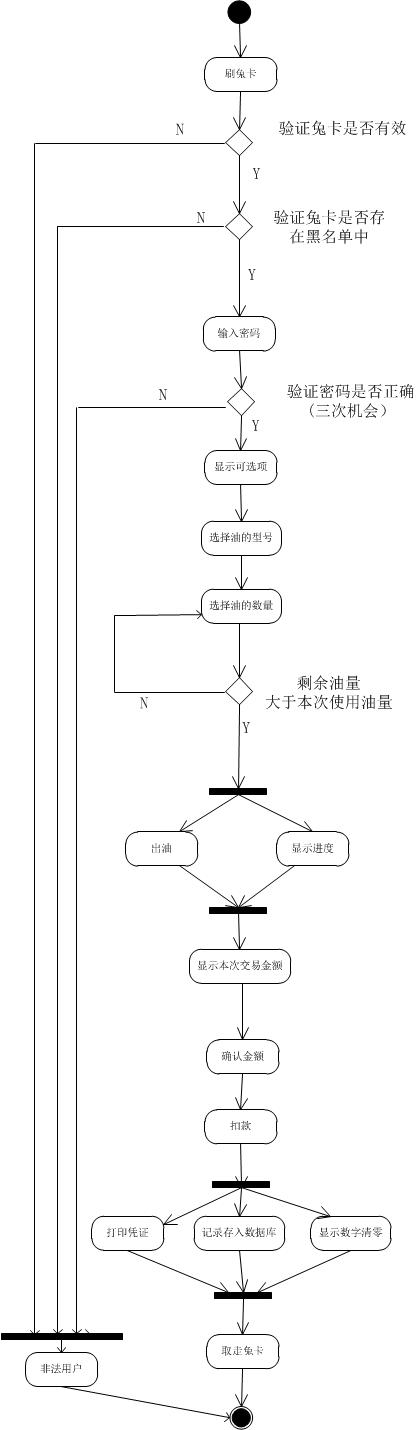 刷兔卡
N
验证兔卡是否有效
Y
N
验证兔卡是否存
在黑名单中
Y
输入密码
N
验证密码是否正确
（三次机会）
Y
显示可选项
选择油的型号
选择油的数量
剩余油量
大于本次使用油量
N
Y
出油
显示进度
显示本次交易金额
确认金额
扣款
打印凭证
记录存入数据库
显示数字清零
取走兔卡
非法用户